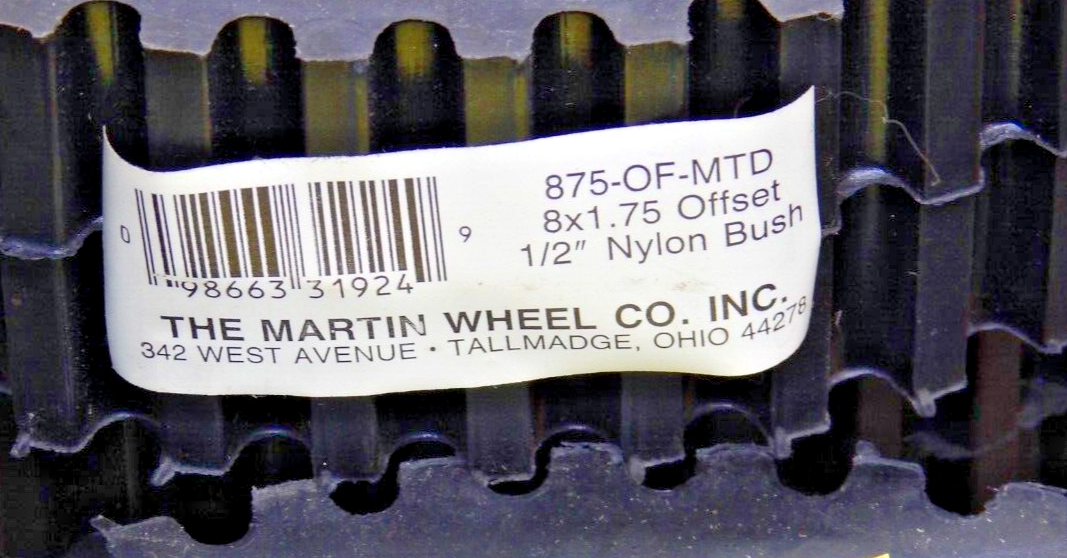 875-OF-MTD
8x1.75 Offset
1/2" Nylon Bush
0 98663 31924 9
THE MARTIN WHEEL CO. INC.
342 WEST AVENUE • TALLMADGE, OHIO 44278